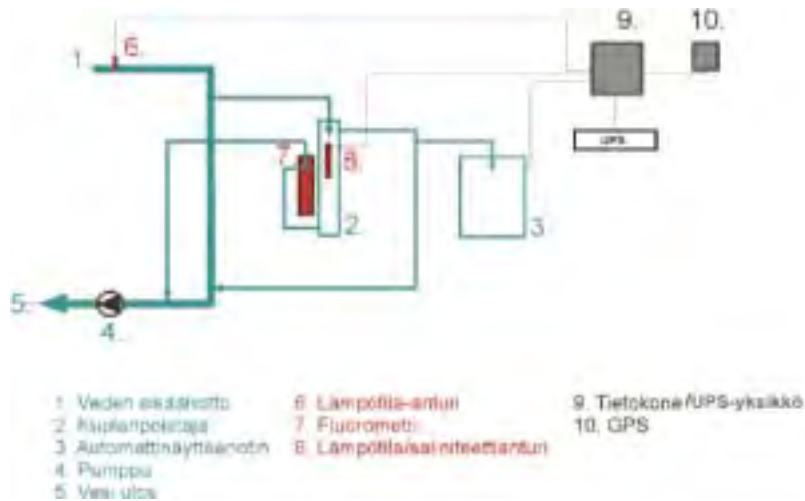 9. 10.
6.
1.
UPS
7. 8.
2. 3
5.
4.
1 Veden sisäänotto
2 Kuplanpoistaja
3 Automaattinäytteenotin
4 Pumppu
5 Vesi ulos
6 Lämpötila-anturi
7 Fluorometri
8 Lämpötila/saliniteettianturi
9. Tietokone/UPS-yksikkö
10. GPS